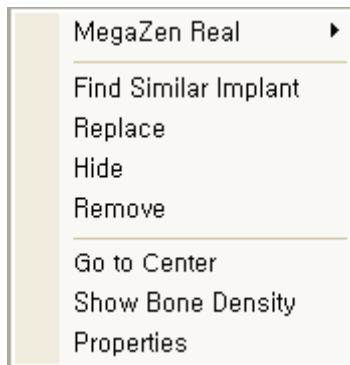 MegaZen Real
Find Similar Implant
Replace
Hide
Remove
Go to Center
Show Bone Density
Properties